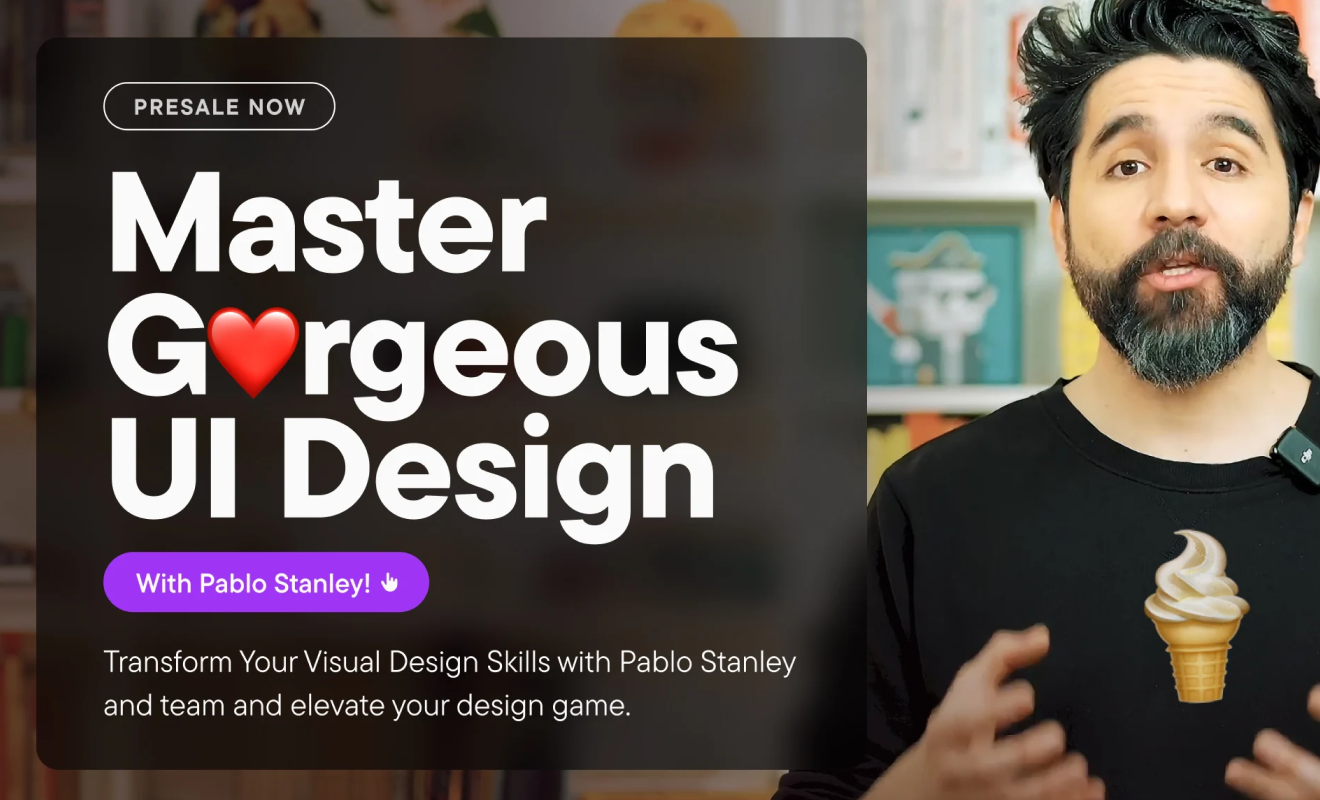 PRESALE NOW
Master
G❤️rgeous
UI Design
With Pablo Stanley!
Transform Your Visual Design Skills with Pablo Stanley
and team and elevate your design game.